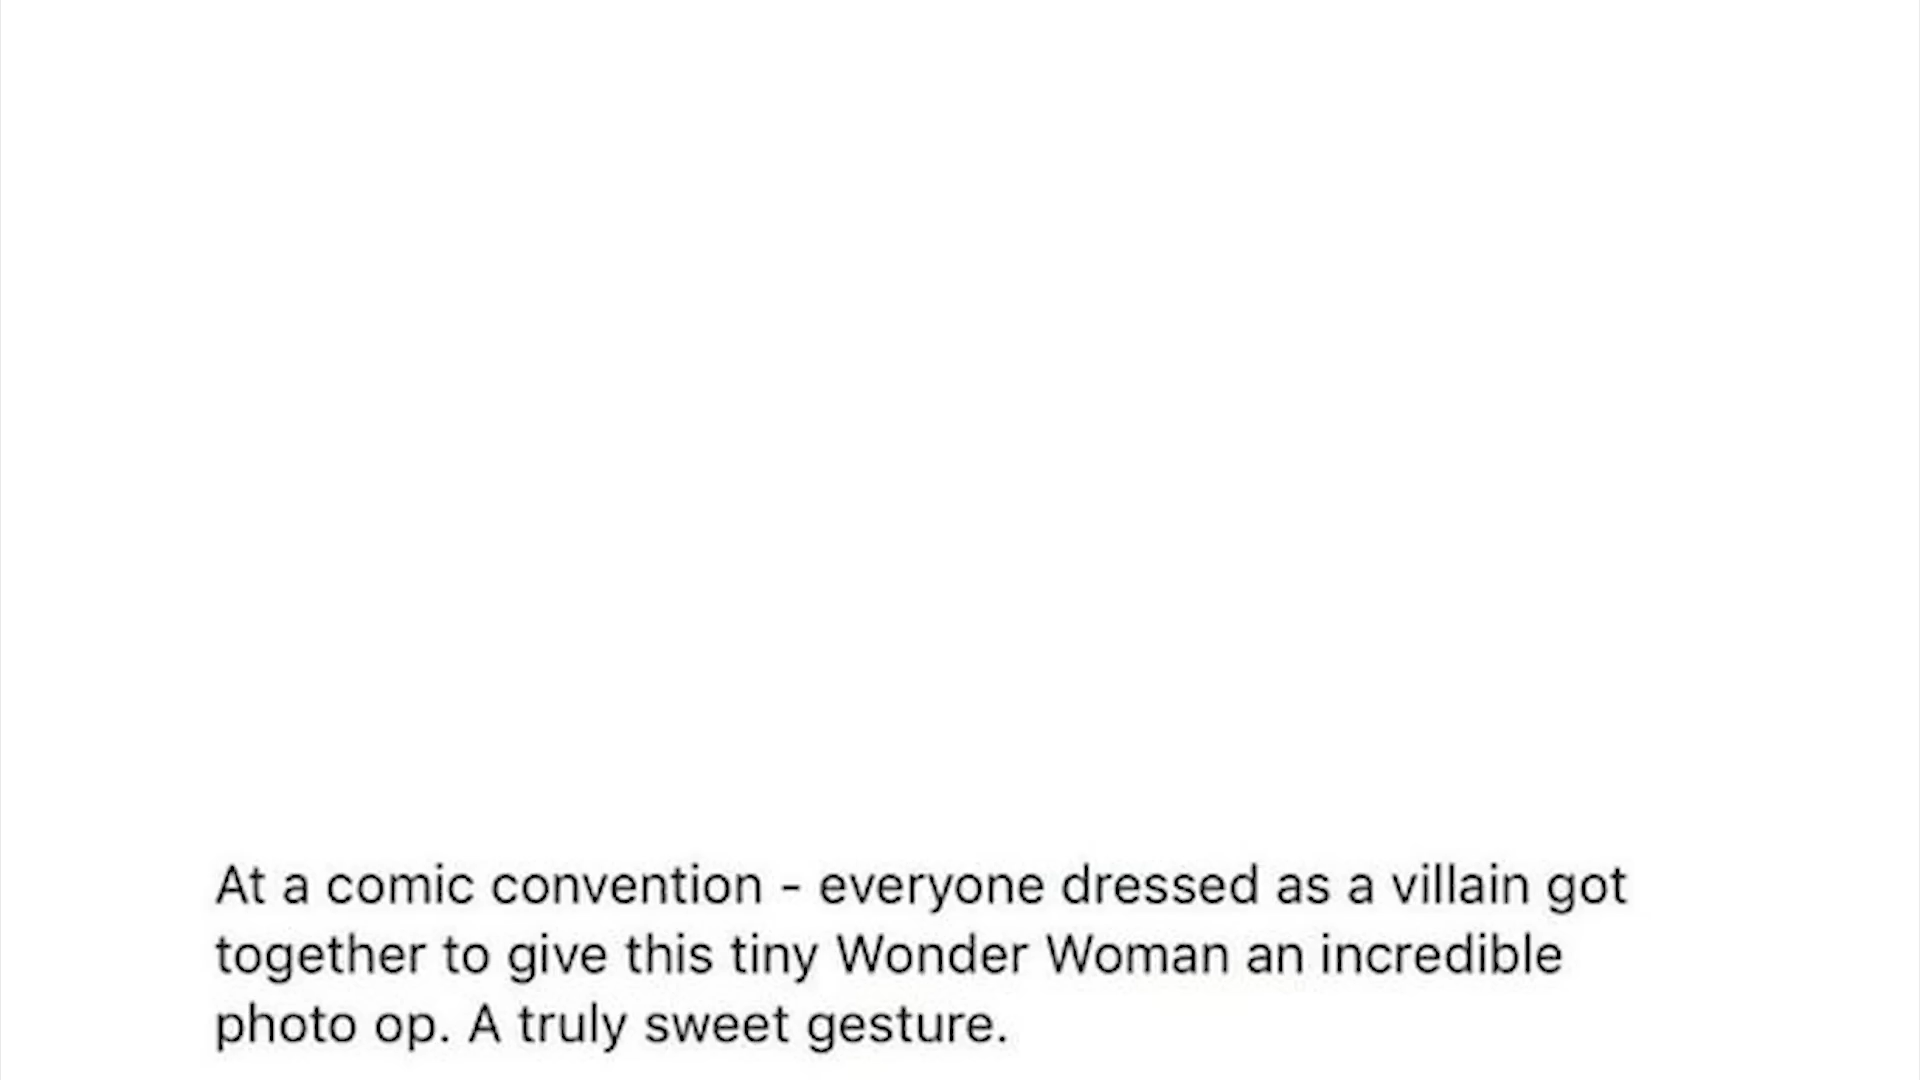 At a comic convention - everyone dressed as a villain got
together to give this tiny Wonder Woman an incredible
photo op. A truly sweet gesture.